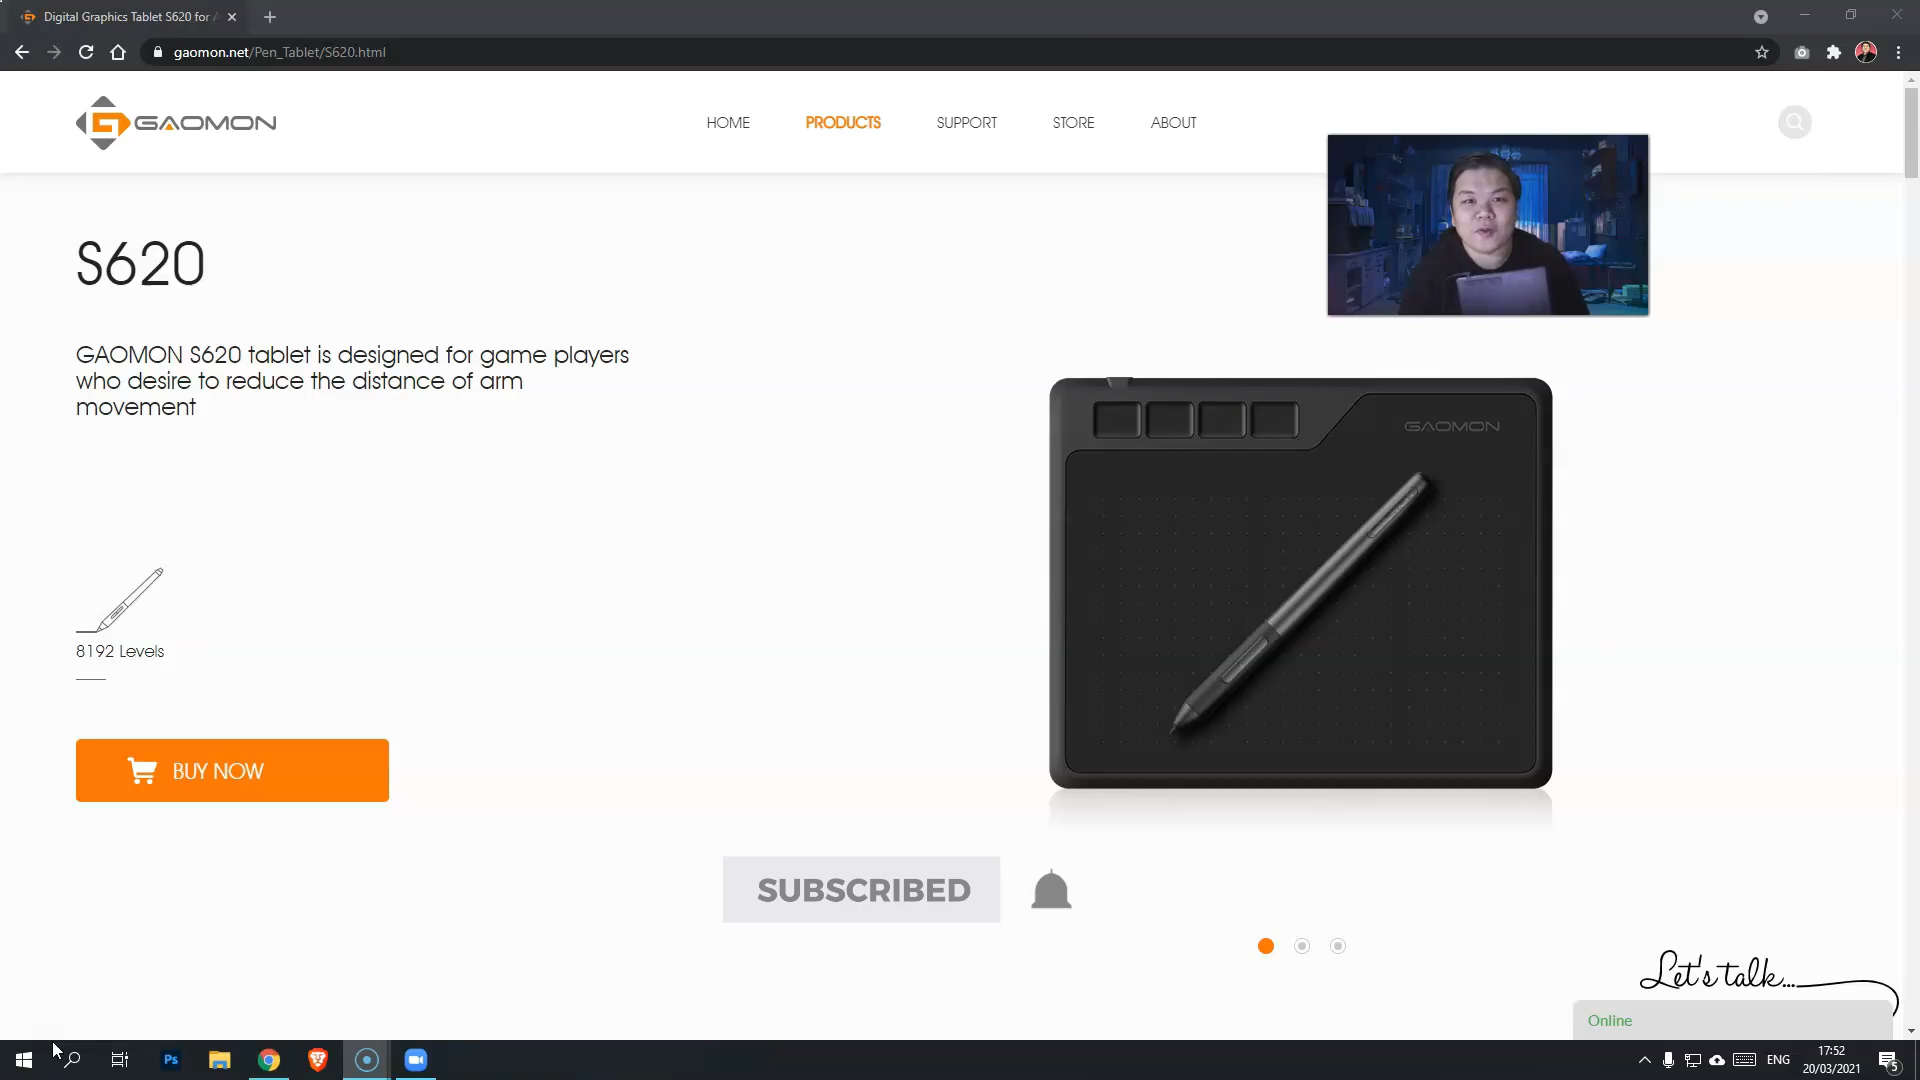 Digital Graphics Tablet S620 for
gaomon.net/Pen_Tablet/S620.html
GAOMON
HOME
PRODUCTS
SUPPORT
STORE
ABOUT
S620
GAOMON S620 tablet is designed for game players
who desire to reduce the distance of arm
movement
GAOMON
8192 Levels
BUY NOW
SUBSCRIBED
Let's talk...
Online
Ps
ENG
17:52
20/03/2021
5